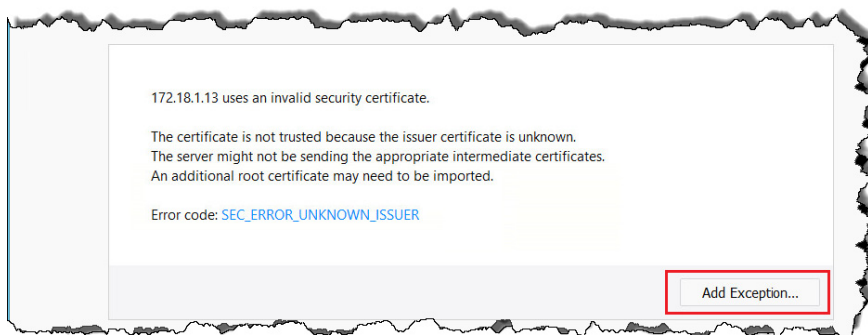 172.18.1.13 uses an invalid security certificate.
The certificate is not trusted because the issuer certificate is unknown.
The server might not be sending the appropriate intermediate certificates.
An additional root certificate may need to be imported.
Error code: SEC_ERROR_UNKNOWN_ISSUER
Add Exception...